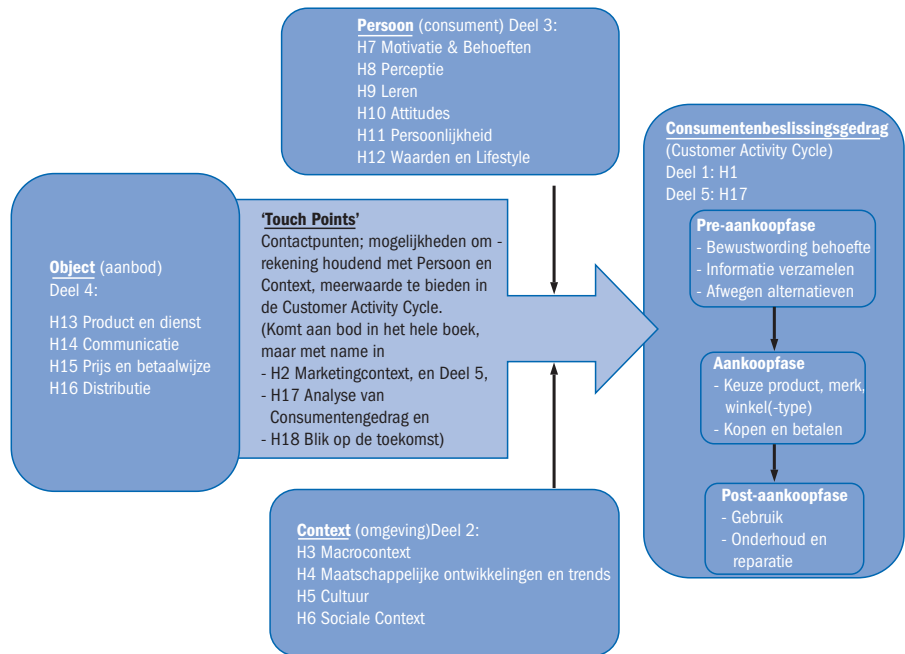 Persoon (consument) Deel 3:
H7 Motivatie & Behoeften
H8 Perceptie
H9 Leren
H10 Attitudes
H11 Persoonlijkheid
H12 Waarden en Lifestyle
Object (aanbod)
Deel 4:
H13 Product en dienst
H14 Communicatie
H15 Prijs en betaalwijze
H16 Distributie
‘Touch Points’
Contactpunten; mogelijkheden om -
rekening houdend met Persoon en
Context, meerwaarde te bieden in
de Customer Activity Cycle.
(Komt aan bod in het hele boek,
maar met name in
- H2 Marketingcontext, en Deel 5,
- H17 Analyse van
Consumentengedrag en
- H18 Blik op de toekomst)
Context (omgeving)Deel 2:
H3 Macrocontext
H4 Maatschappelijke ontwikkelingen en trends
H5 Cultuur
H6 Sociale Context
Consumentenbeslissingsgedrag
(Customer Activity Cycle)
Deel 1: H1
Deel 5: H17
Pre-aankoopfase
- Bewustwording behoefte
- Informatie verzamelen
- Afwegen alternatieven
Aankoopfase
- Keuze product, merk,
winkel(-type)
- Kopen en betalen
Post-aankoopfase
- Gebruik
- Onderhoud en
reparatie